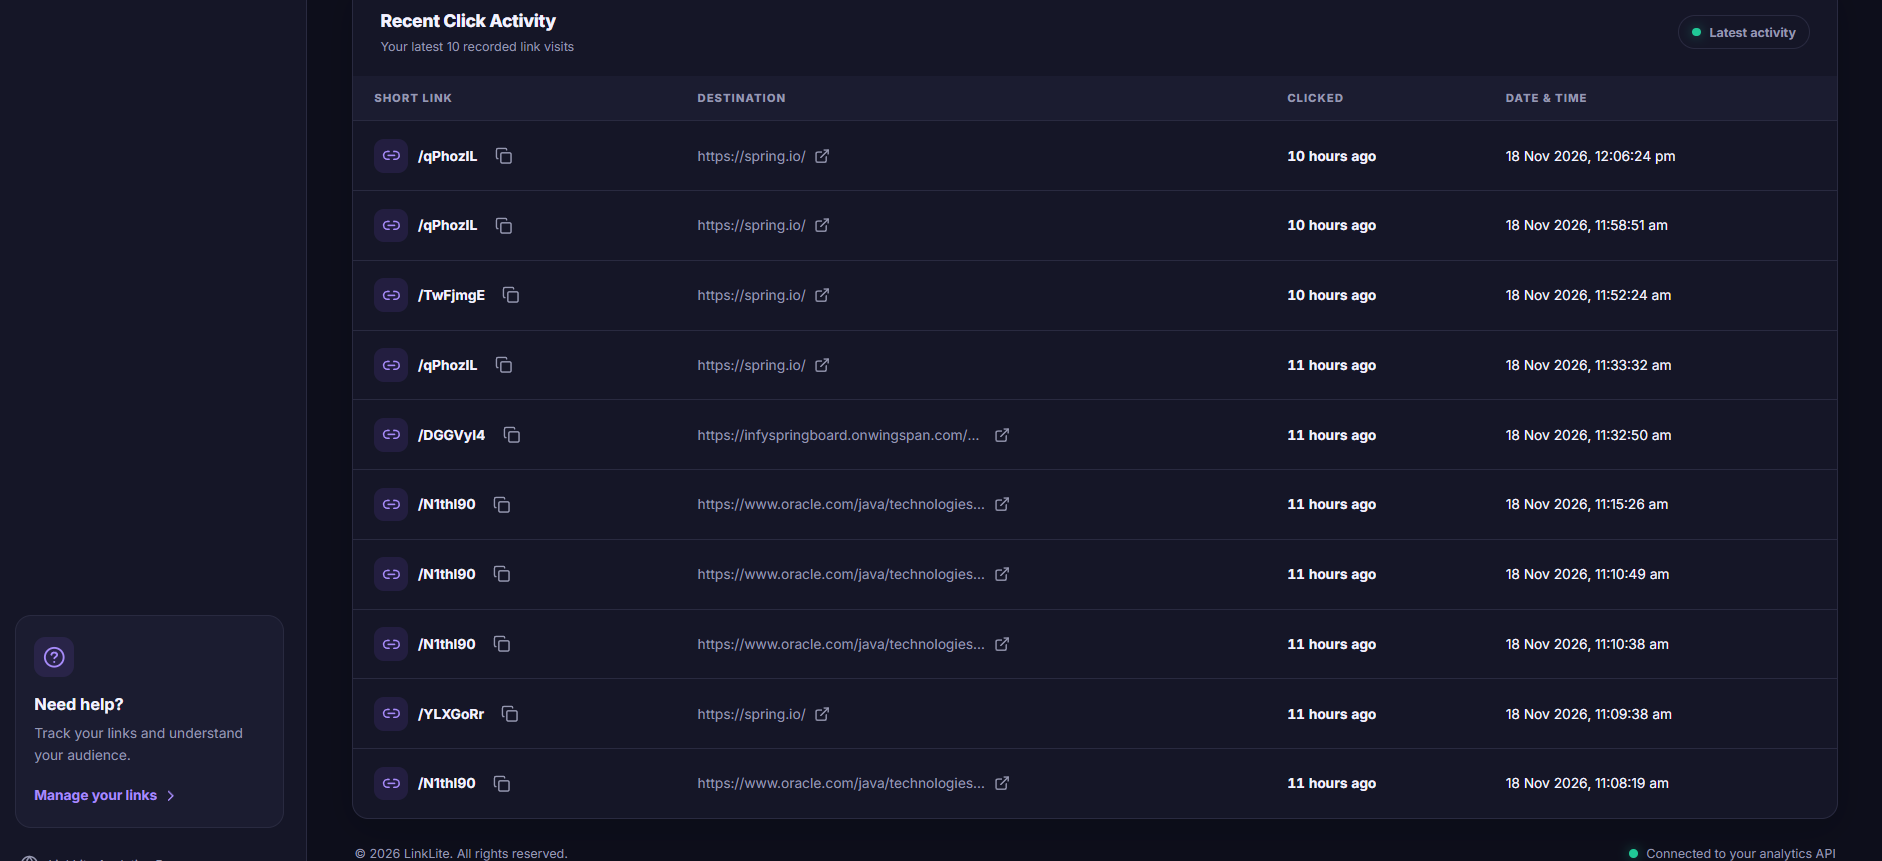 Recent Click Activity
Your latest 10 recorded link visits
Latest activity
SHORT LINK DESTINATION CLICKED DATE & TIME
/qPhozlL https://spring.io/ 10 hours ago 18 Nov 2026, 12:06:24 pm
/qPhozlL https://spring.io/ 10 hours ago 18 Nov 2026, 11:58:51 am
/TwFjmgE https://spring.io/ 10 hours ago 18 Nov 2026, 11:52:24 am
/qPhozlL https://spring.io/ 11 hours ago 18 Nov 2026, 11:33:32 am
/DGGVyl4 https://infyspringboard.onwingspan.com/... 11 hours ago 18 Nov 2026, 11:32:50 am
/N1thl90 https://www.oracle.com/java/technologies... 11 hours ago 18 Nov 2026, 11:15:26 am
/N1thl90 https://www.oracle.com/java/technologies... 11 hours ago 18 Nov 2026, 11:10:49 am
/N1thl90 https://www.oracle.com/java/technologies... 11 hours ago 18 Nov 2026, 11:10:38 am
/YLXGoRr https://spring.io/ 11 hours ago 18 Nov 2026, 11:09:38 am
/N1thl90 https://www.oracle.com/java/technologies... 11 hours ago 18 Nov 2026, 11:08:19 am
Need help?
Track your links and understand
your audience.
Manage your links
© 2026 LinkLite. All rights reserved.
Connected to your analytics API